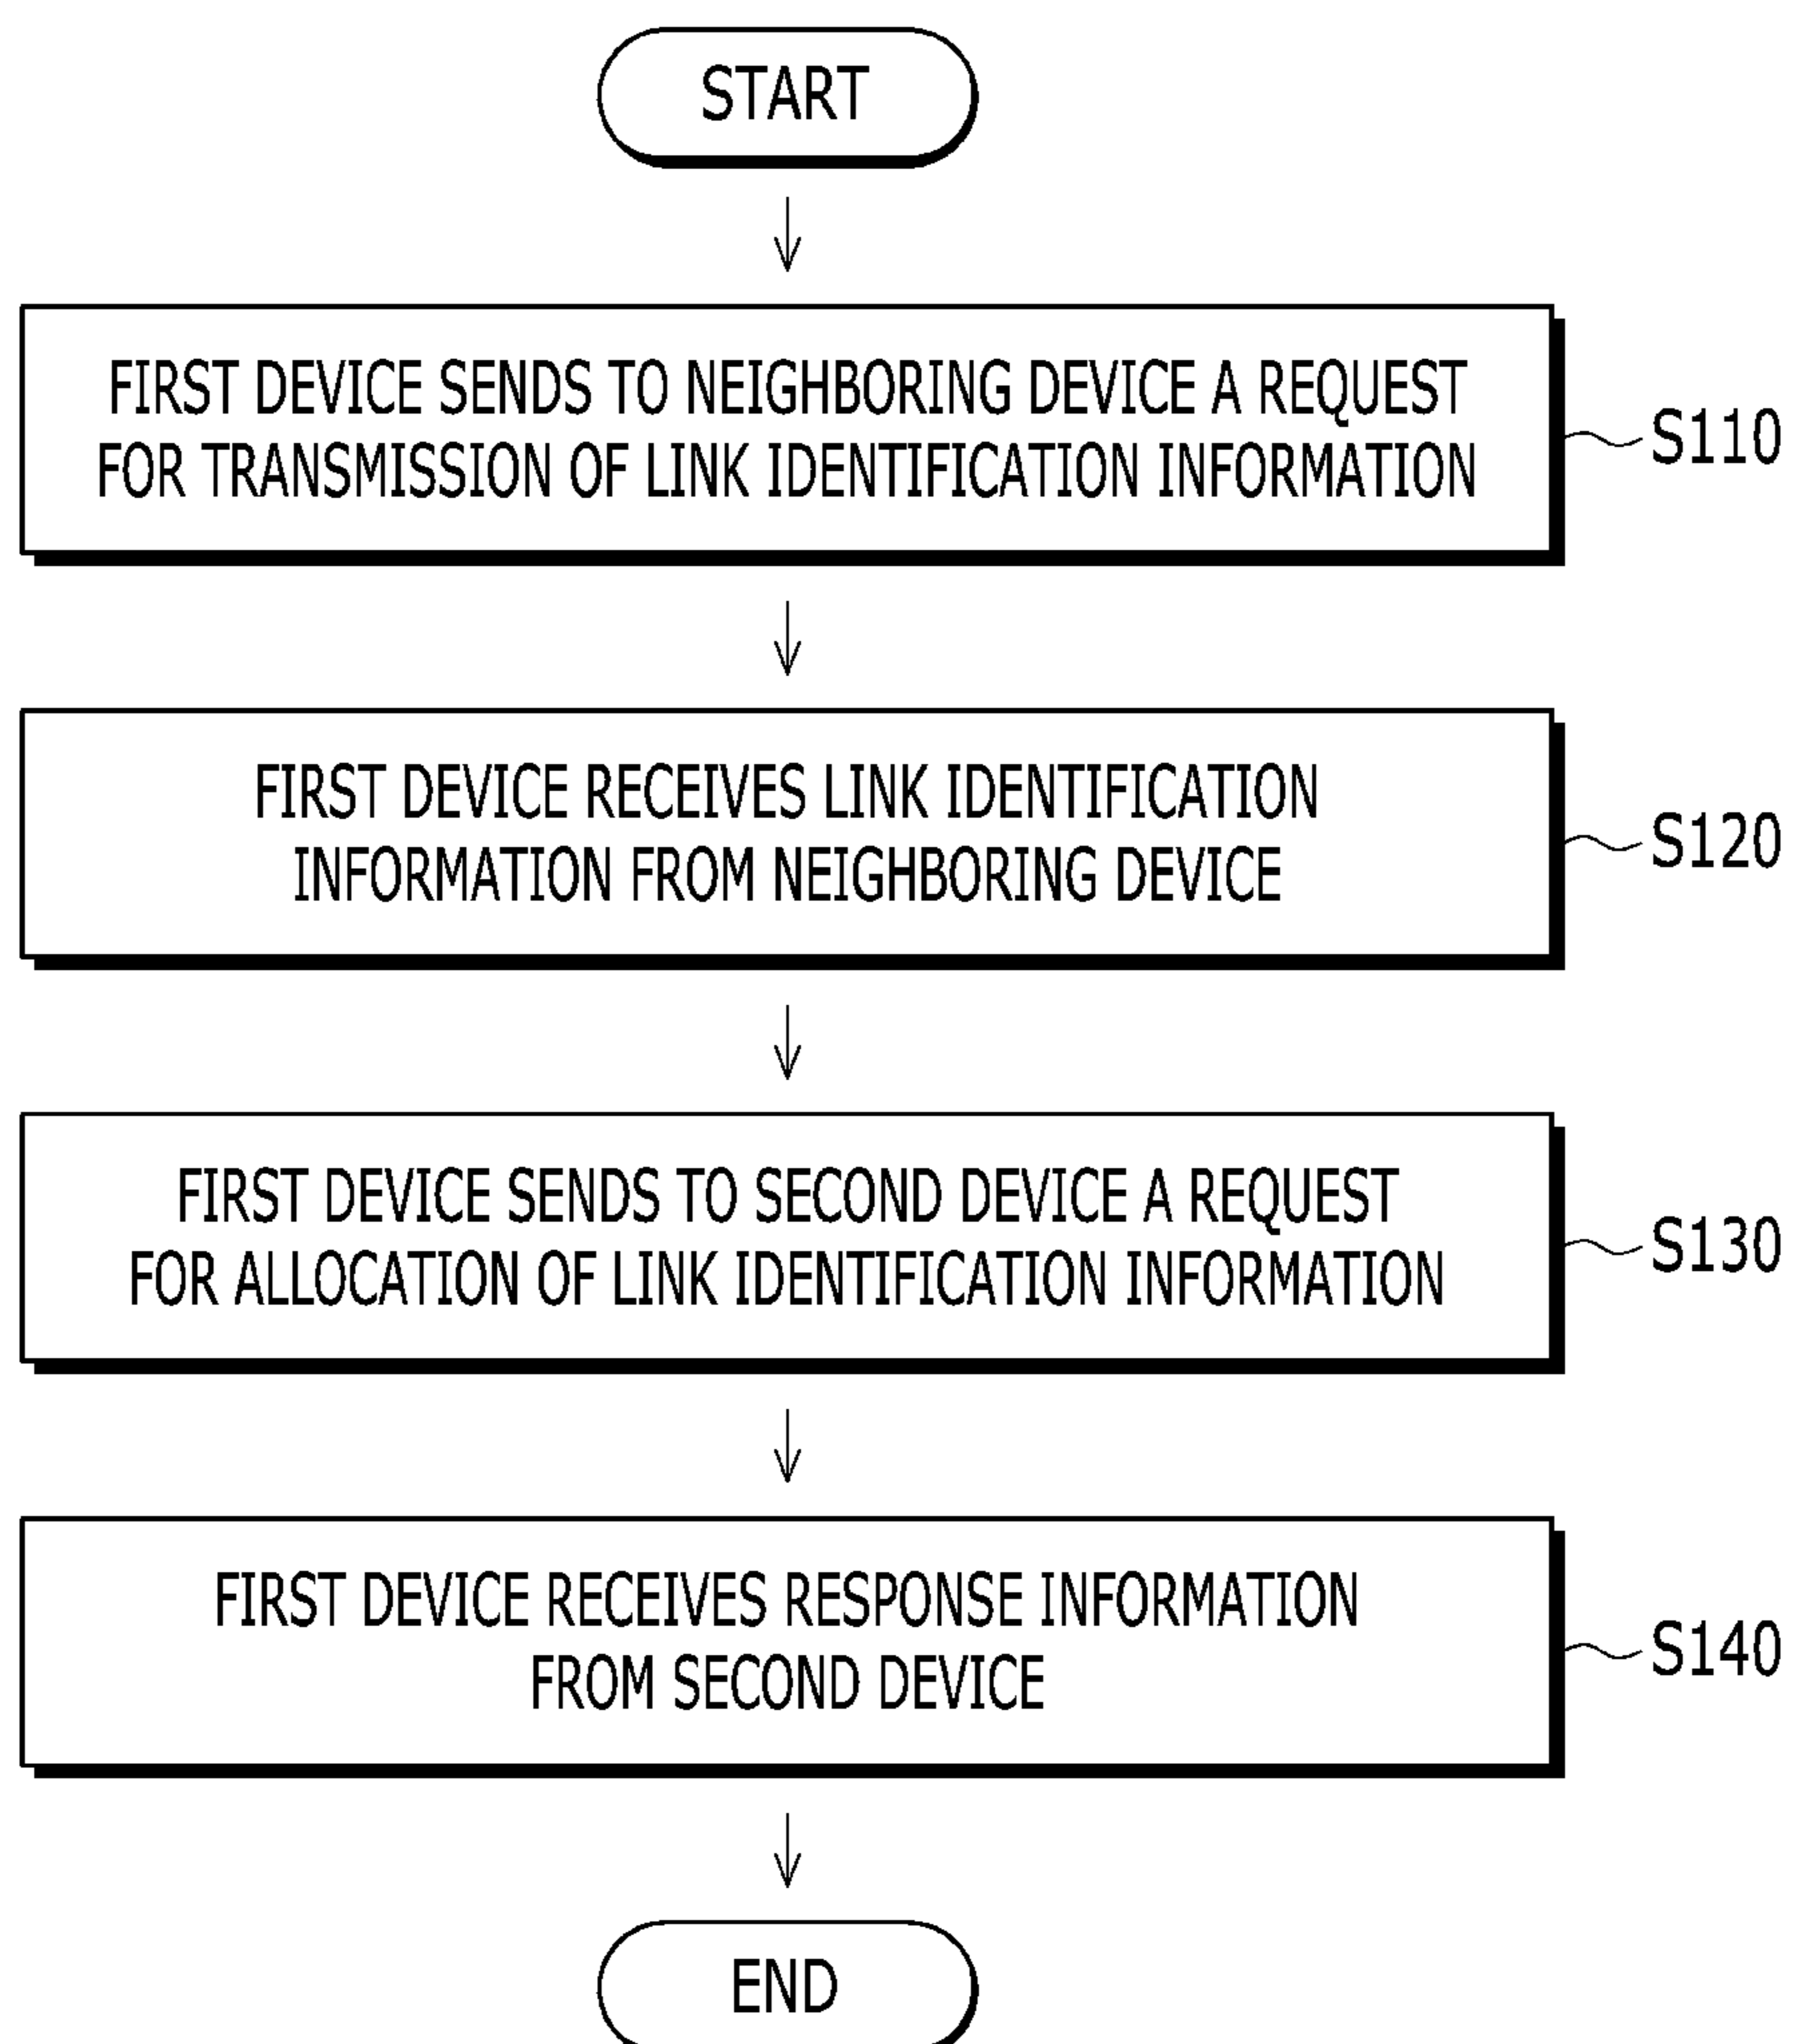 START
FIRST DEVICE SENDS TO NEIGHBORING DEVICE A REQUEST
FOR TRANSMISSION OF LINK IDENTIFICATION INFORMATION
S110
FIRST DEVICE RECEIVES LINK IDENTIFICATION
INFORMATION FROM NEIGHBORING DEVICE
S120
FIRST DEVICE SENDS TO SECOND DEVICE A REQUEST
FOR ALLOCATION OF LINK IDENTIFICATION INFORMATION
S130
FIRST DEVICE RECEIVES RESPONSE INFORMATION
FROM SECOND DEVICE
S140
END